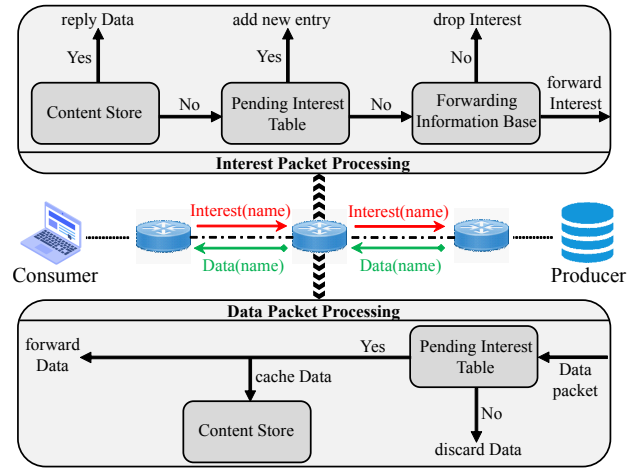 reply Data
add new entry
drop Interest
Yes
Yes
No
forward
Interest
Content Store
No
Pending Interest
Table
No
Forwarding
Information Base
Interest Packet Processing
Interest(name)
Interest(name)
Data(name)
Data(name)
Consumer
Producer
Data Packet Processing
forward
Data
Yes
Pending Interest
Table
Data
packet
cache Data
Content Store
No
discard Data